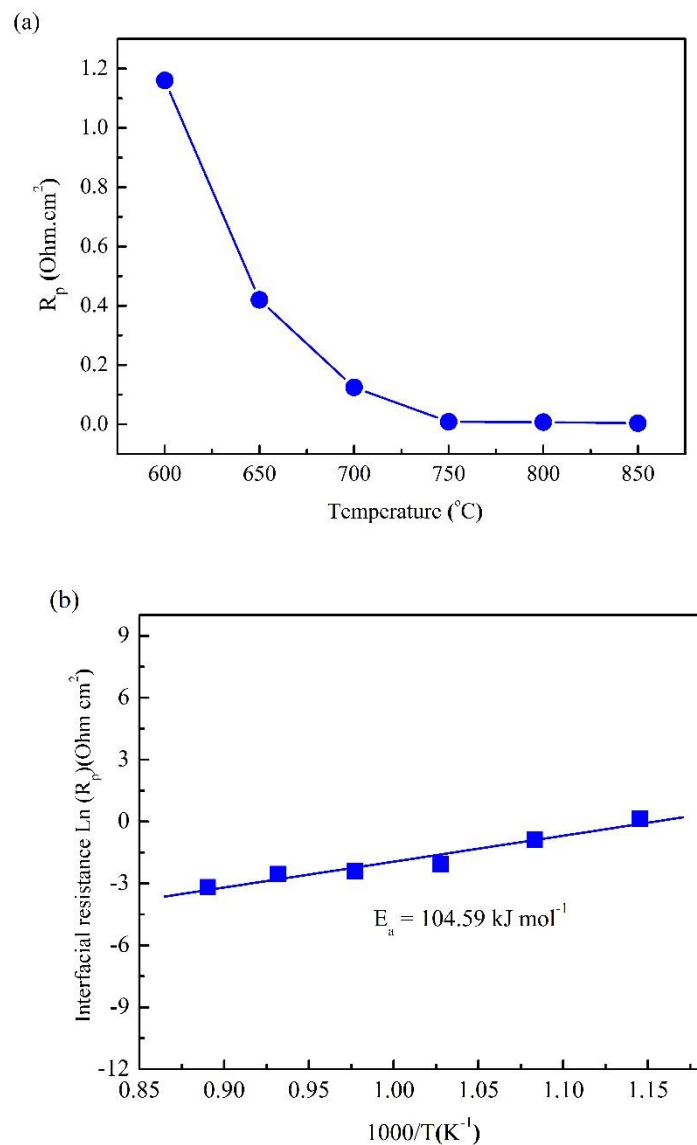 (a)
1.2
1.0
0.8
0.6
0.4
0.2
0.0
R_p (Ohm.cm²)
600 650 700 750 800 850
Temperature (°C)
(b)
9
6
3
0
-3
-6
-9
-12
Interfacial resistance Ln (R_p)(Ohm cm²)
E_a = 104.59 kJ mol⁻¹
0.85 0.90 0.95 1.00 1.05 1.10 1.15
1000/T(K⁻¹)